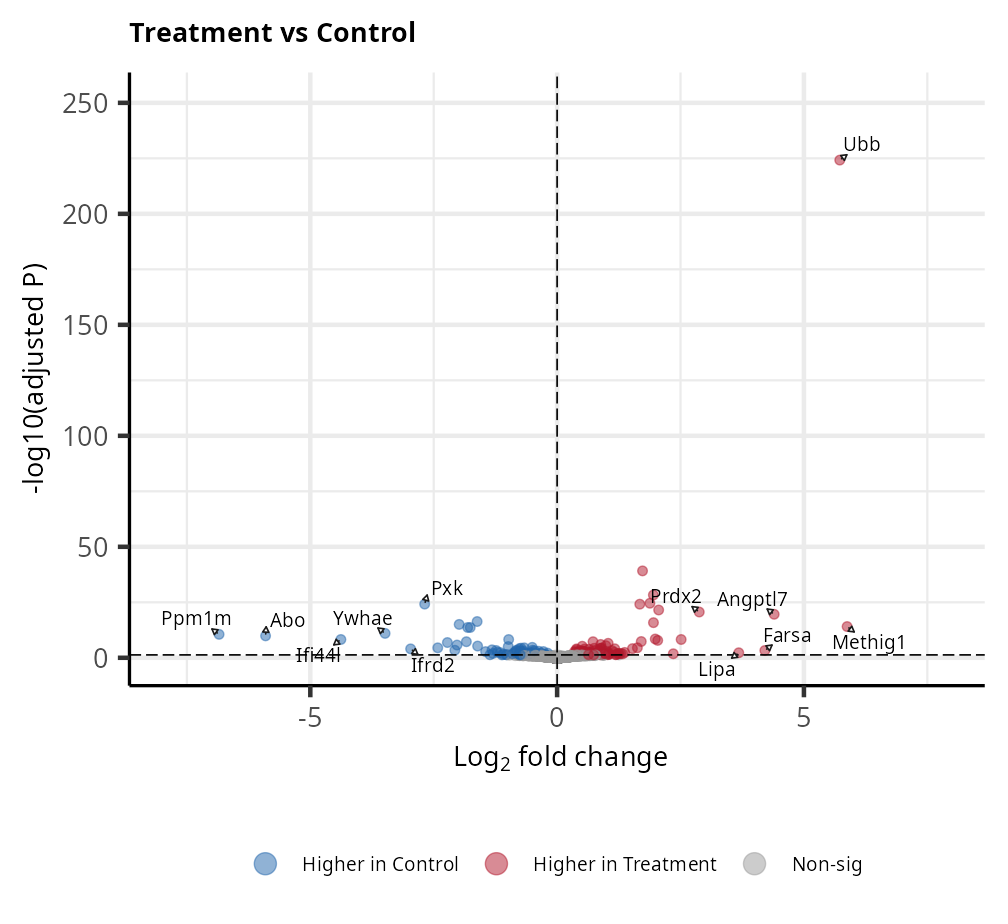 Treatment vs Control
250
200
150
100
50
0
-log10(adjusted P)
Ubb
Pxk
Ppm1m
Abo
Ywhae
Ifi44l
Ifrd2
Prdx2
Angptl7
Farsa
Methig1
Lipa
-5
0
5
Log2 fold change
Higher in Control
Higher in Treatment
Non-sig